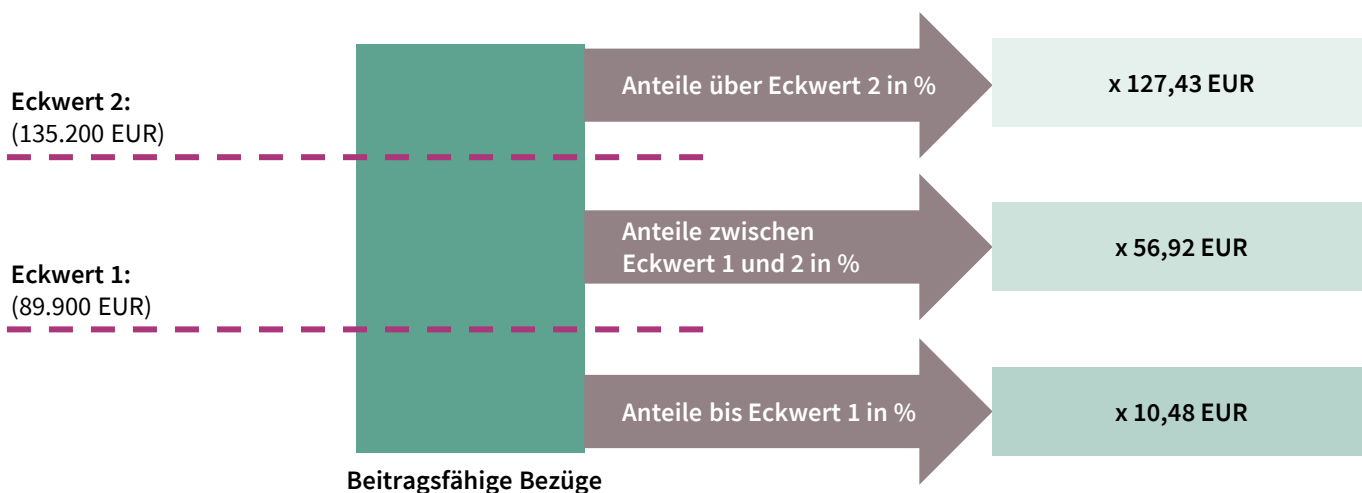 Eckwert 2:
(135.200 EUR)
Eckwert 1:
(89.900 EUR)
Anteile über Eckwert 2 in %
x 127,43 EUR
Anteile zwischen
Eckwert 1 und 2 in %
x 56,92 EUR
Anteile bis Eckwert 1 in %
x 10,48 EUR
Beitragsfähige Bezüge